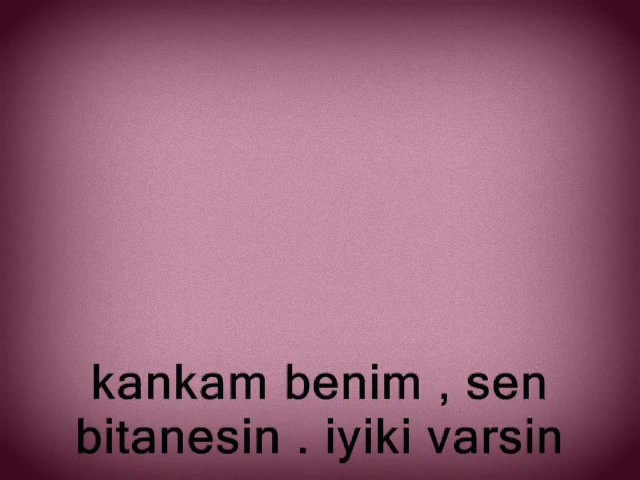 kankam benim , sen
bitanesin . iyiki varsin